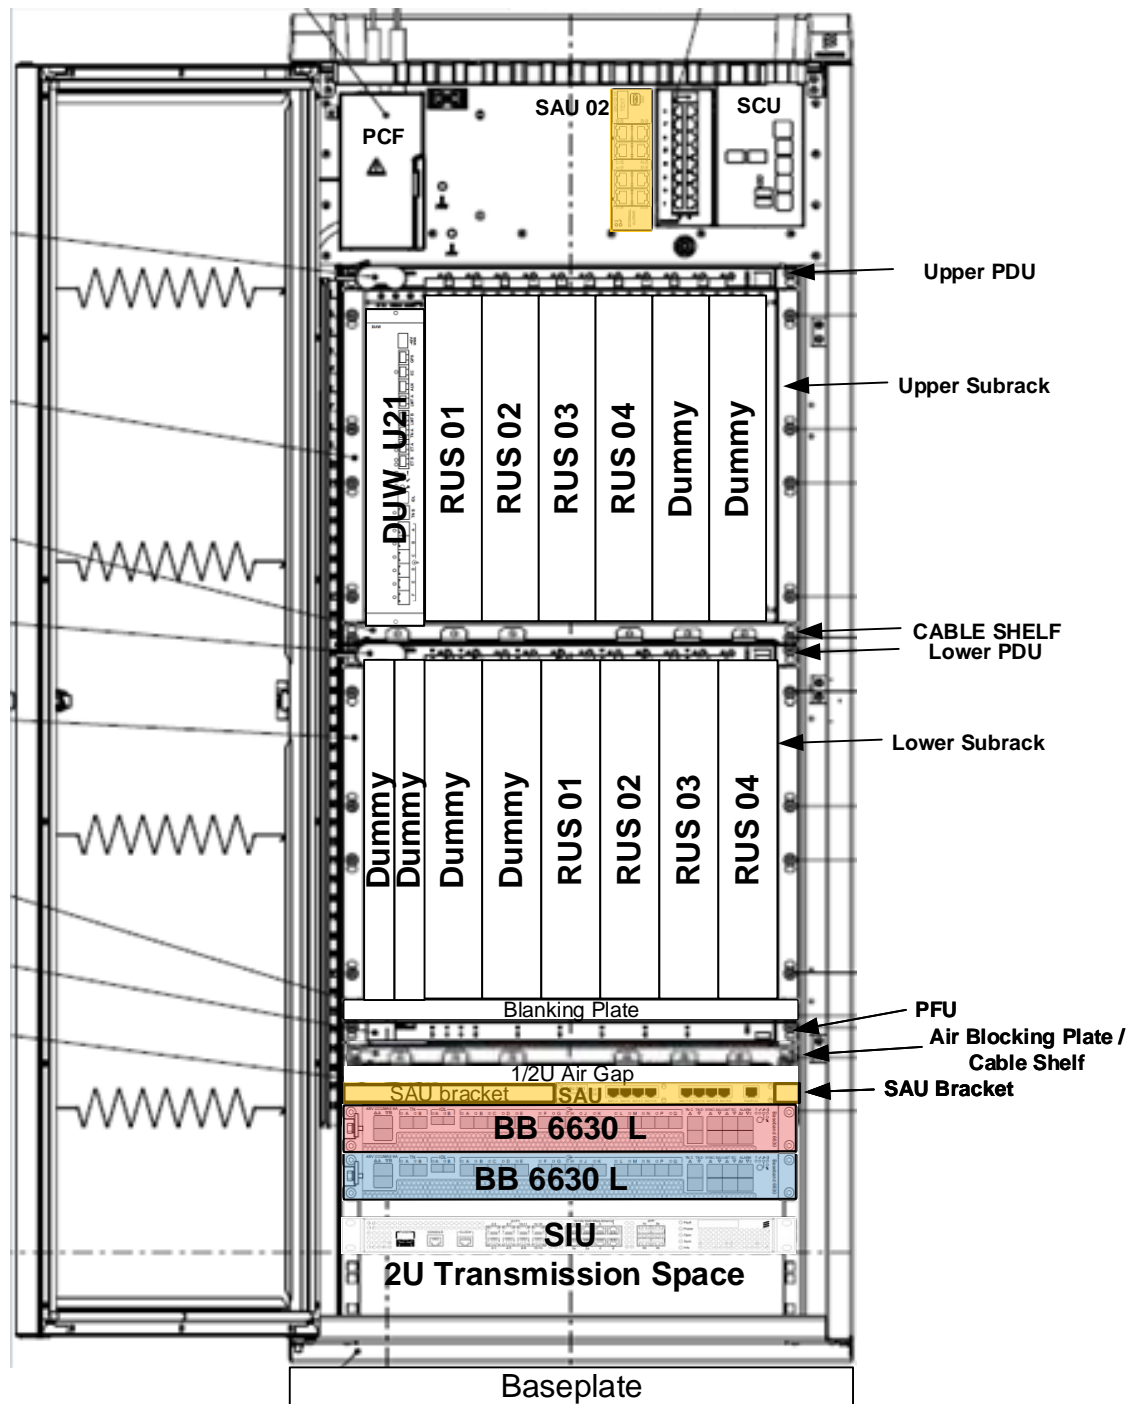 SAU 02
SCU
PCF
Upper PDU
DUW U21
RUS 01
RUS 02
RUS 03
RUS 04
Dummy
Dummy
Upper Subrack
CABLE SHELF
Lower PDU
Dummy
Dummy
Dummy
Dummy
RUS 01
RUS 02
RUS 03
RUS 04
Lower Subrack
Blanking Plate
PFU
Air Blocking Plate /
Cable Shelf
1/2U Air Gap
SAU bracket
SAU
SAU Bracket
BB 6630 L
BB 6630 L
SIU
2U Transmission Space
Baseplate